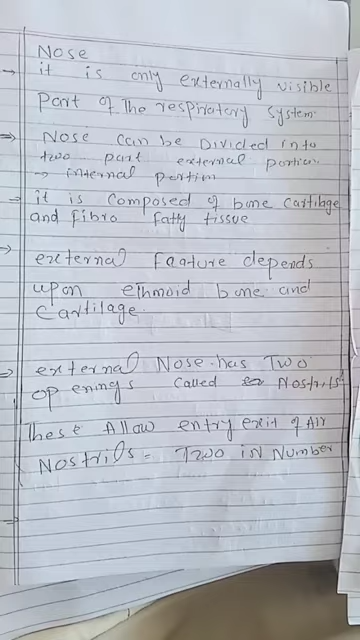 Nose
→ it is only externally visible
Part of The respiratory system.
⇒ Nose can be Divided into
two part external portion
→ internal portion
→ it is composed of bone cartilage
and fibro fatty tissue
→ external Faature depends
upon eihmoid bone and
Cartilage.
⇒ external Nose has Two
openings called Nostrils
These Allow entry exit of Air
Nostrils = Two in Number
→